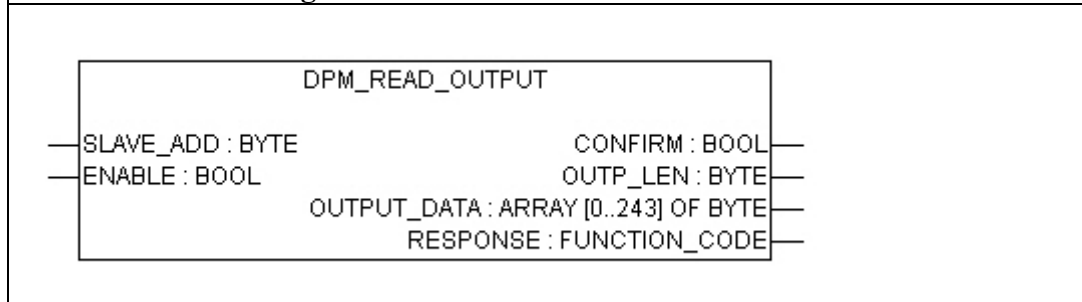 DPM_READ_OUTPUT
SLAVE_ADD : BYTE CONFIRM : BOOL
ENABLE : BOOL OUTP_LEN : BYTE
OUTPUT_DATA : ARRAY [0..243] OF BYTE
RESPONSE : FUNCTION_CODE